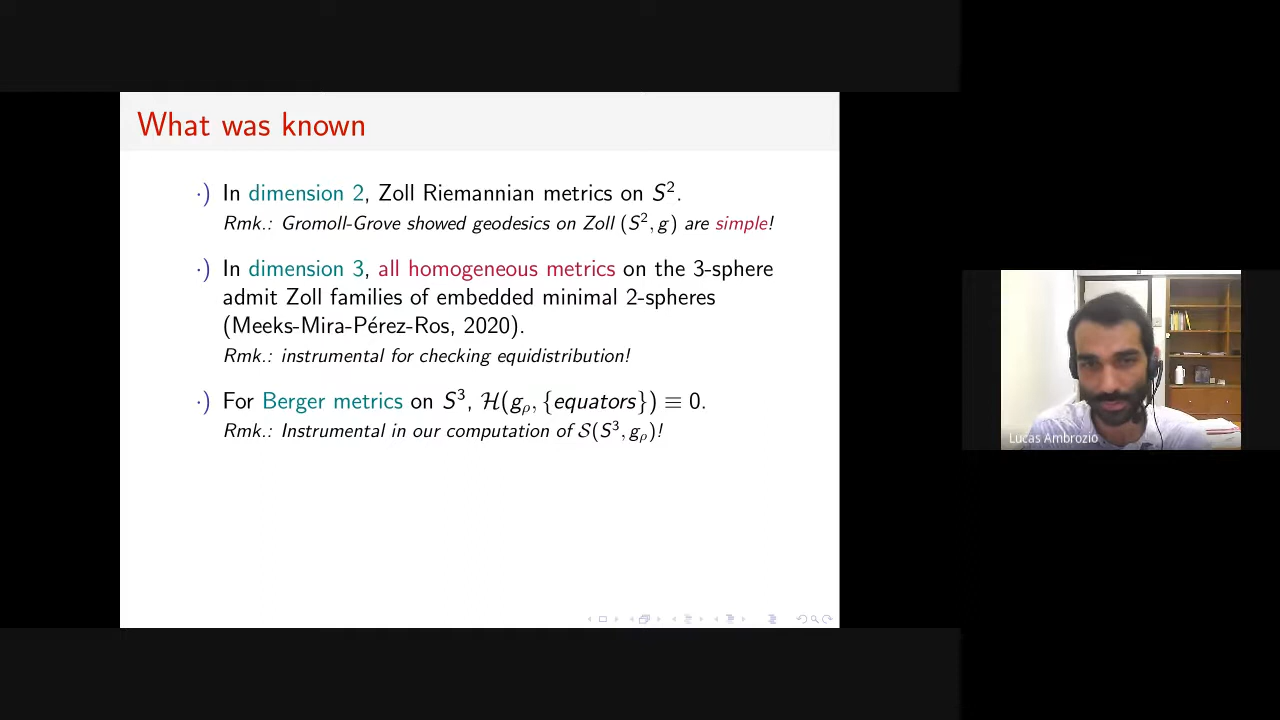 What was known
·) In dimension 2, Zoll Riemannian metrics on S².
Rmk.: Gromoll-Grove showed geodesics on Zoll (S², g) are simple!
·) In dimension 3, all homogeneous metrics on the 3-sphere
admit Zoll families of embedded minimal 2-spheres
(Meeks-Mira-Pérez-Ros, 2020).
Rmk.: instrumental for checking equidistribution!
·) For Berger metrics on S³, ℋ(g_ρ, {equators}) ≡ 0.
Rmk.: Instrumental in our computation of 𝒮(S³, g_ρ)!
Lucas Ambrozio